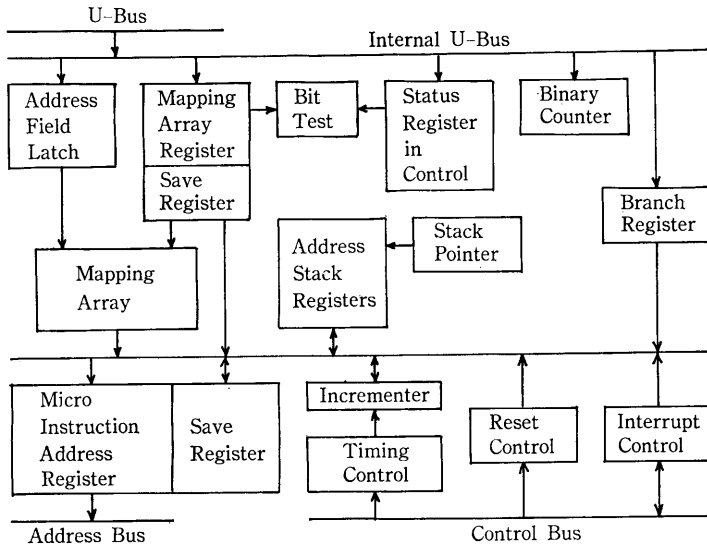 U-Bus
Internal U-Bus
Address
Field
Latch
Mapping
Array
Register
Save
Register
Bit
Test
Status
Register
in
Control
Binary
Counter
Branch
Register
Mapping
Array
Address
Stack
Registers
Stack
Pointer
Micro
Instruction
Address
Register
Save
Register
Incrementer
Timing
Control
Reset
Control
Interrupt
Control
Address Bus
Control Bus